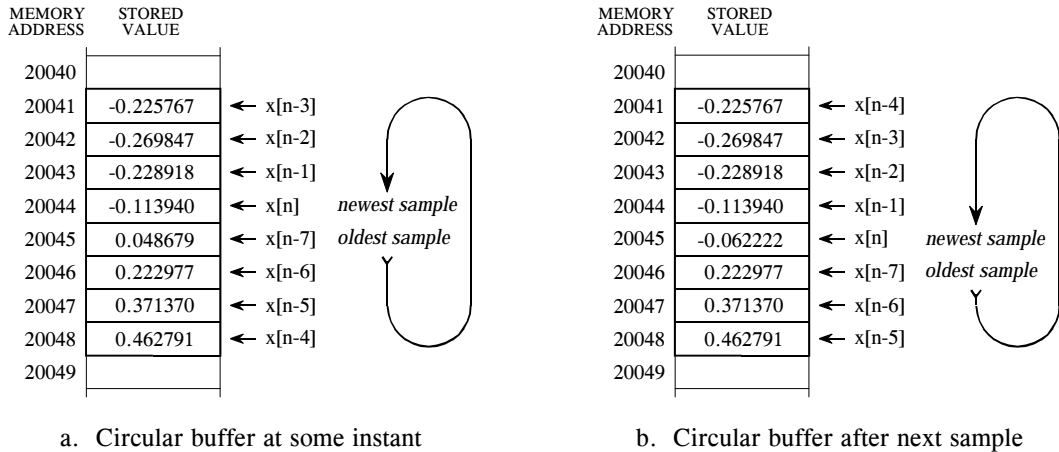 MEMORY ADDRESS STORED VALUE
20040
20041 -0.225767 x[n-3]
20042 -0.269847 x[n-2]
20043 -0.228918 x[n-1]
20044 -0.113940 x[n] newest sample
20045 0.048679 x[n-7] oldest sample
20046 0.222977 x[n-6]
20047 0.371370 x[n-5]
20048 0.462791 x[n-4]
20049
a. Circular buffer at some instant
MEMORY ADDRESS STORED VALUE
20040
20041 -0.225767 x[n-4]
20042 -0.269847 x[n-3]
20043 -0.228918 x[n-2]
20044 -0.113940 x[n-1]
20045 -0.062222 x[n] newest sample
20046 0.222977 x[n-7] oldest sample
20047 0.371370 x[n-6]
20048 0.462791 x[n-5]
20049
b. Circular buffer after next sample